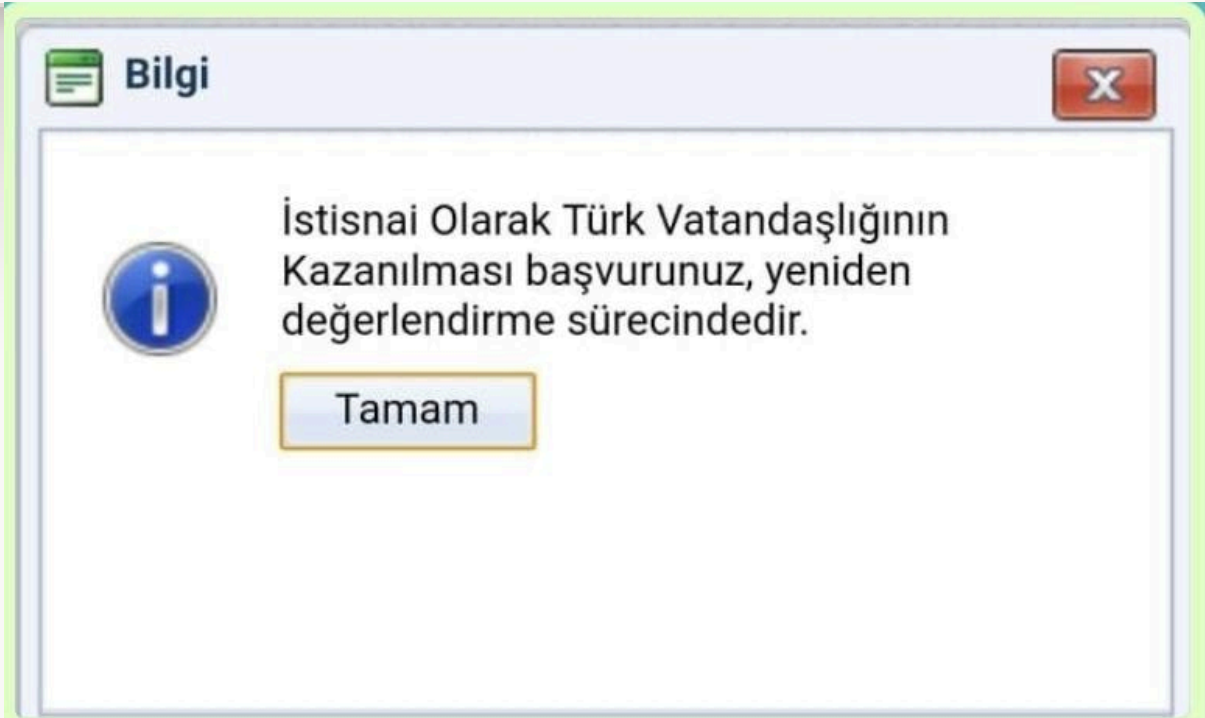 Bilgi
İstisnai Olarak Türk Vatandaşlığının
Kazanılması başvurunuz, yeniden
değerlendirme sürecindedir.
Tamam